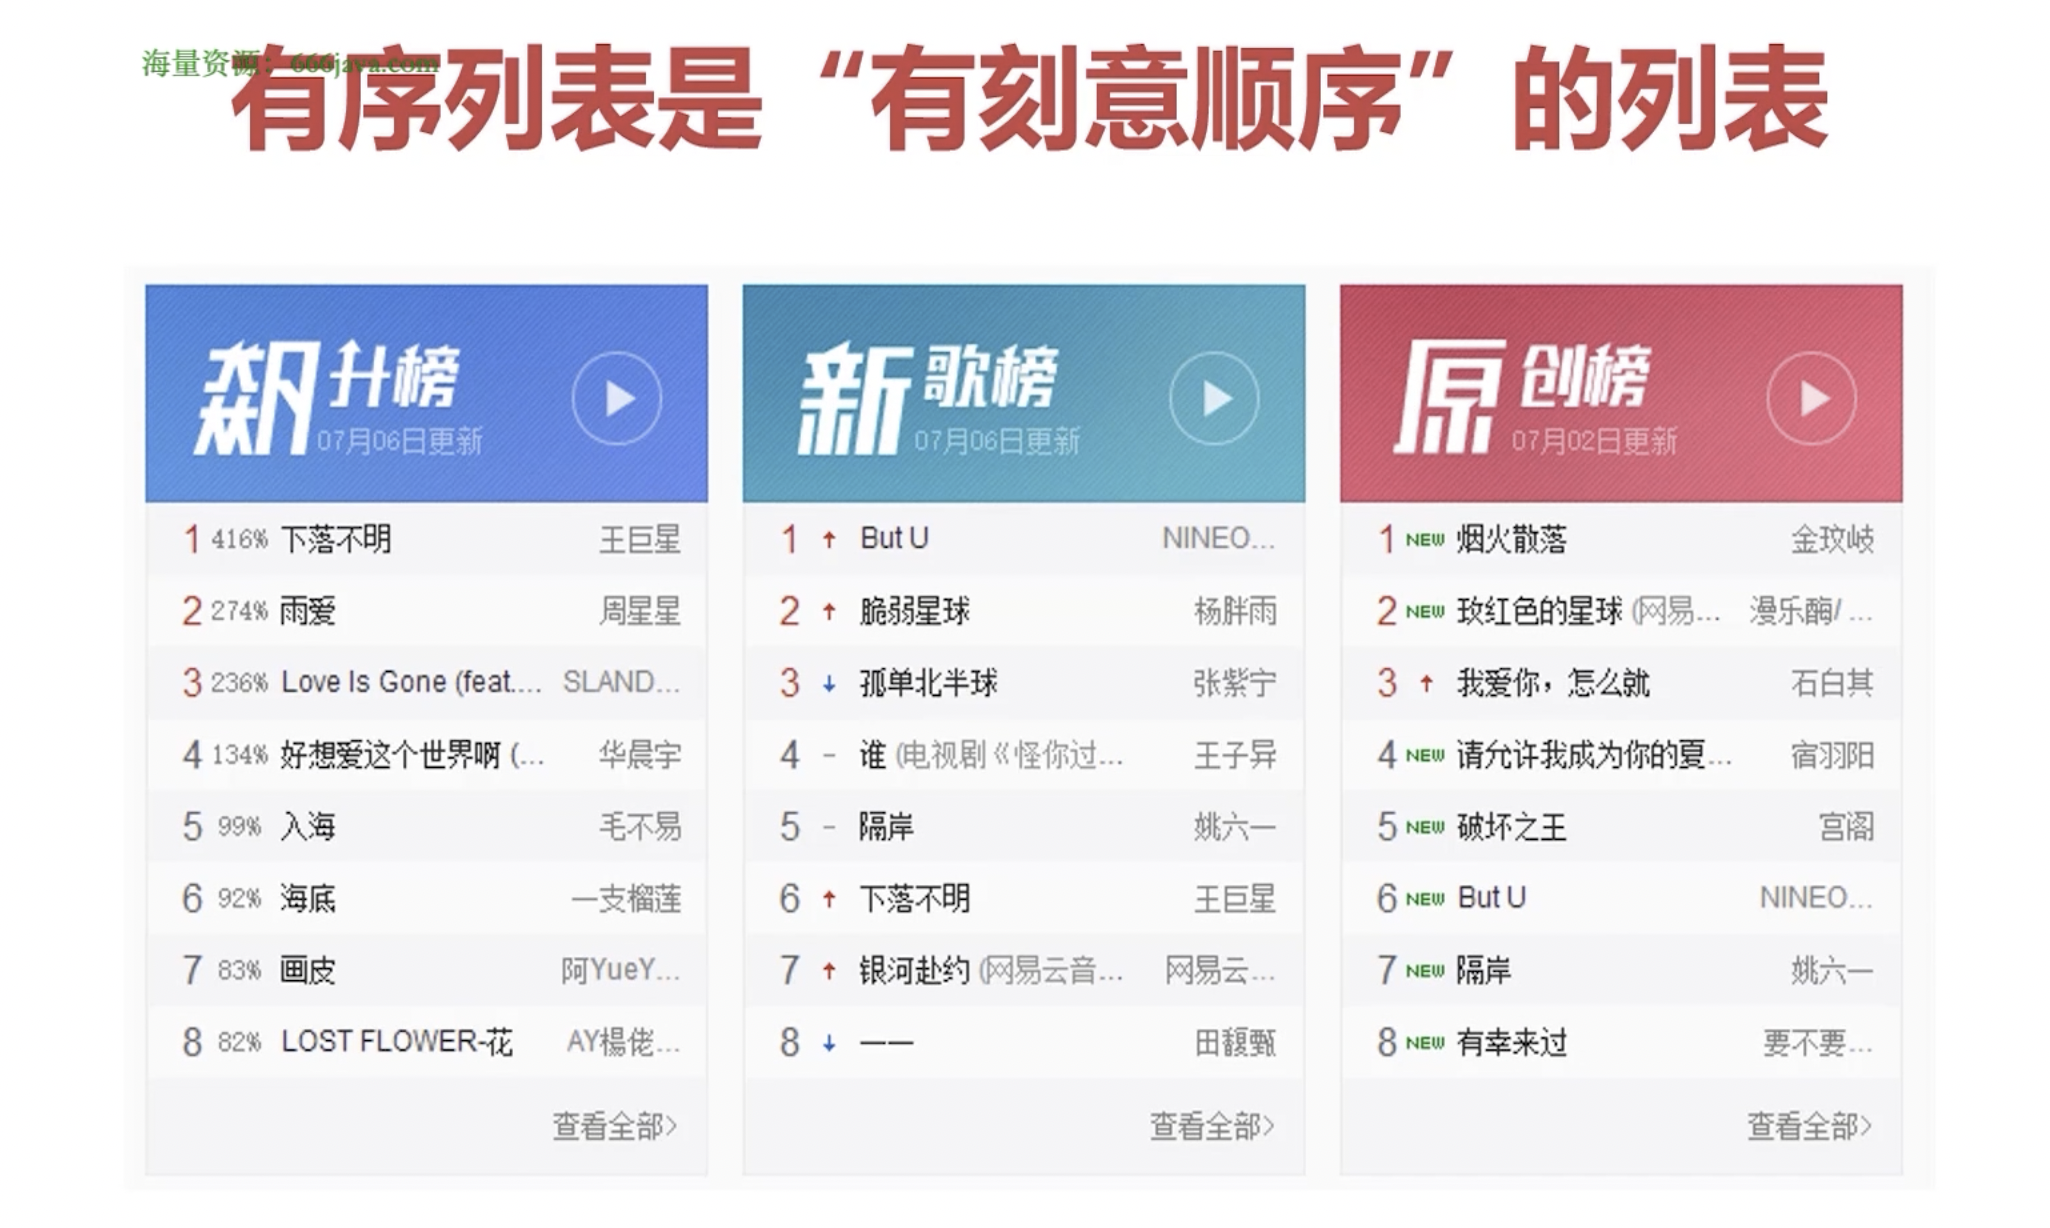 海量资源：666java.com
有序列表是“有刻意顺序”的列表
飙升榜
07月06日更新
1 416% 下落不明 王巨星
2 274% 雨爱 周星星
3 236% Love Is Gone (feat.... SLAND...
4 134% 好想爱这个世界啊 (... 华晨宇
5 99% 入海 毛不易
6 92% 海底 一支榴莲
7 83% 画皮 阿YueY...
8 82% LOST FLOWER-花 AY楊佬...
查看全部>
新歌榜
07月06日更新
1 ↑ But U NINEO...
2 ↑ 脆弱星球 杨胖雨
3 ↓ 孤单北半球 张紫宁
4 - 谁 (电视剧《怪你过... 王子异
5 - 隔岸 姚六一
6 ↑ 下落不明 王巨星
7 ↑ 银河赴约 (网易云音... 网易云...
8 ↓ 一一 田馥甄
查看全部>
原创榜
07月02日更新
1 NEW 烟火散落 金玟岐
2 NEW 玫红色的星球 (网易... 漫乐酶/ ...
3 ↑ 我爱你，怎么就 石白其
4 NEW 请允许我成为你的夏... 宿羽阳
5 NEW 破坏之王 宫阁
6 NEW But U NINEO...
7 NEW 隔岸 姚六一
8 NEW 有幸来过 要不要...
查看全部>